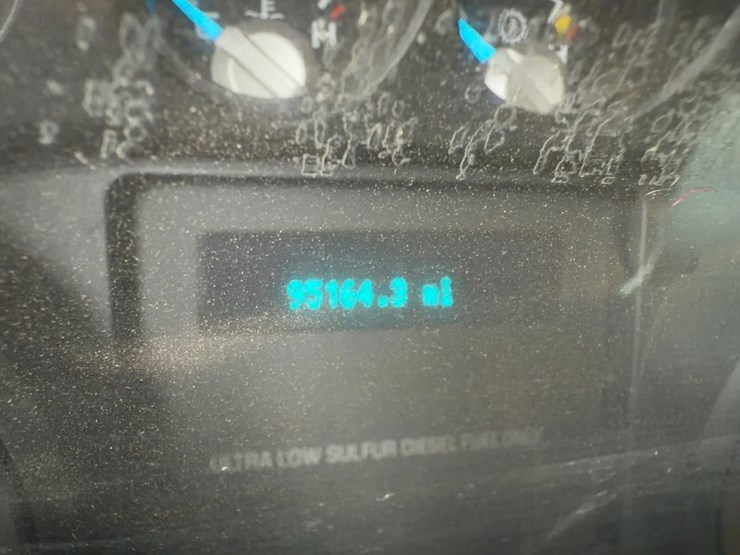 E H
95164.3 mi
ULTRA LOW SULFUR DIESEL FUEL ONLY